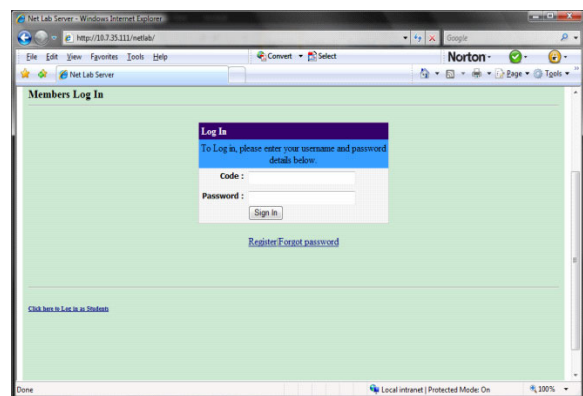 Net Lab Server - Windows Internet Explorer
http://10.7.35.111/netlab/
Google
File Edit View Favorites Tools Help
Convert Select
Norton
Net Lab Server
Page Tools
Members Log In
Log In
To Log in, please enter your username and password
details below.
Code :
Password :
Sign In
Register/Forgot password
Click here to Log in as Students
Done
Local intranet | Protected Mode: On
100%